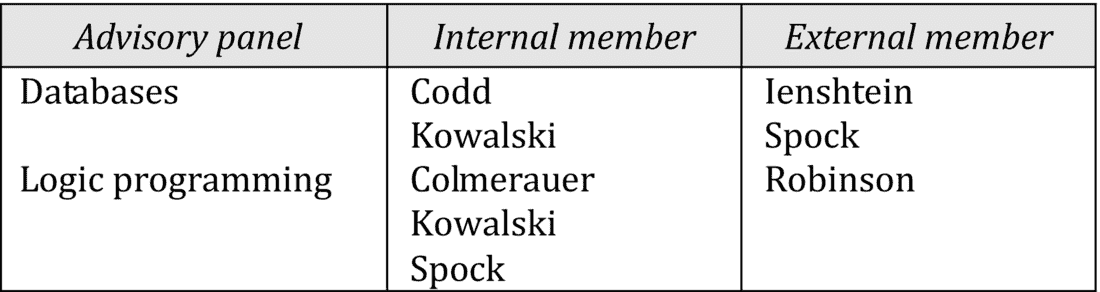 Advisory panel Internal member External member
Databases Codd Ienshtein
Kowalski Spock
Logic programming Colmerauer Robinson
Kowalski
Spock